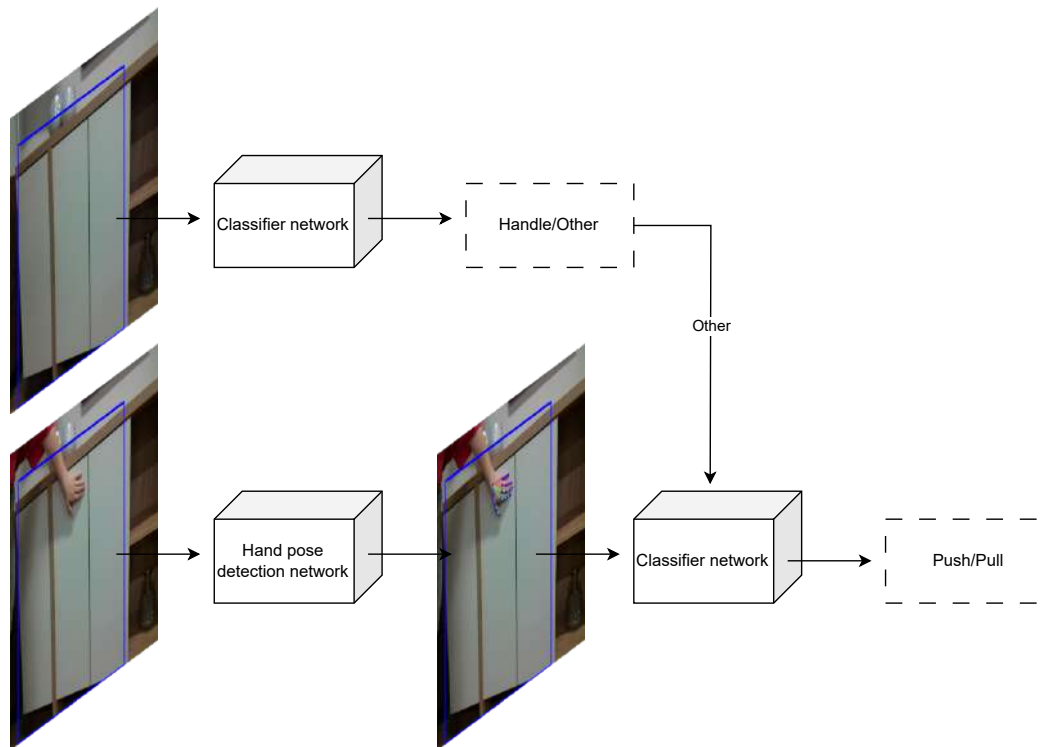 Classifier network
Handle/Other
Other
Hand pose
detection network
Classifier network
Push/Pull